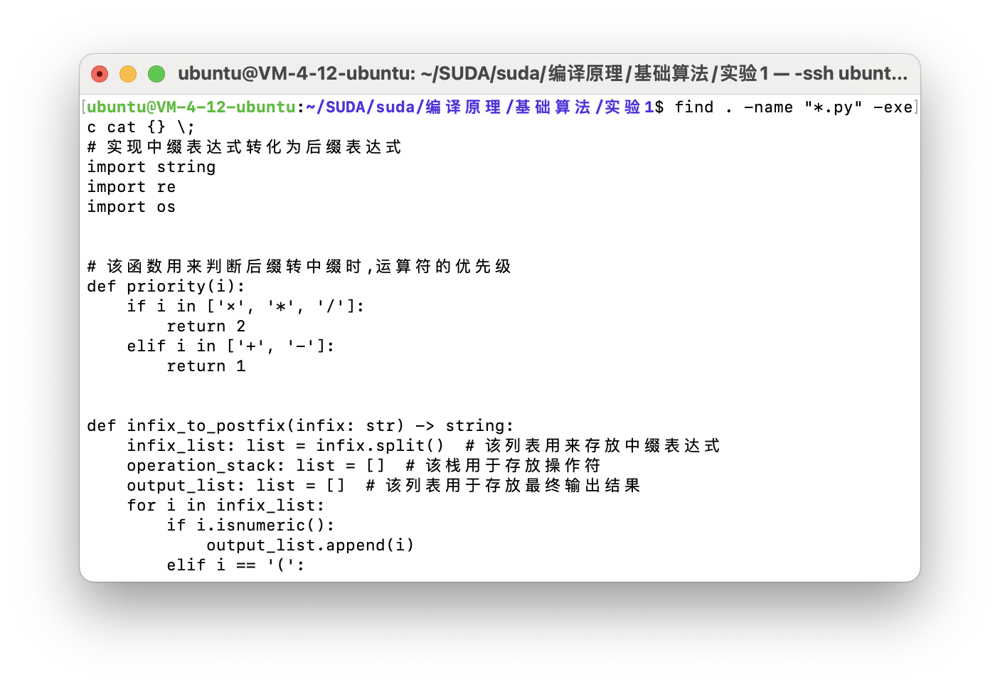 ubuntu@VM-4-12-ubuntu: ~/SUDA/suda/编译原理/基础算法/实验1 — -ssh ubunt...
[ubuntu@VM-4-12-ubuntu:~/SUDA/suda/编译原理/基础算法/实验1$ find . -name "*.py" -exe]
c cat {} \;
# 实现中缀表达式转化为后缀表达式
import string
import re
import os
# 该函数用来判断后缀转中缀时,运算符的优先级
def priority(i):
    if i in ['×', '*', '/']:
        return 2
    elif i in ['+', '-']:
        return 1
def infix_to_postfix(infix: str) -> string:
    infix_list: list = infix.split()  # 该列表用来存放中缀表达式
    operation_stack: list = []  # 该栈用于存放操作符
    output_list: list = []  # 该列表用于存放最终输出结果
    for i in infix_list:
        if i.isnumeric():
            output_list.append(i)
        elif i == '(':